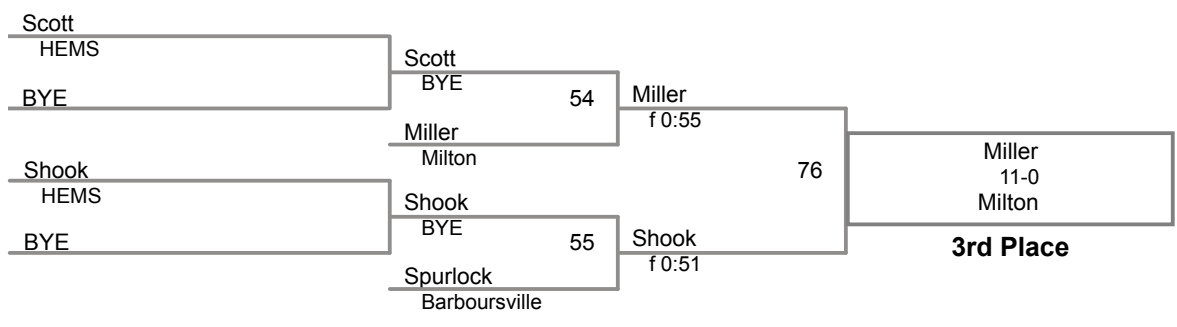 Scott
HEMS
BYE
Shook
HEMS
BYE
Scott
BYE
54
Miller
Milton
Shook
BYE
55
Spurlock
Barboursville
Miller
f 0:55
76
Shook
f 0:51
Miller
11-0
Milton
3rd Place